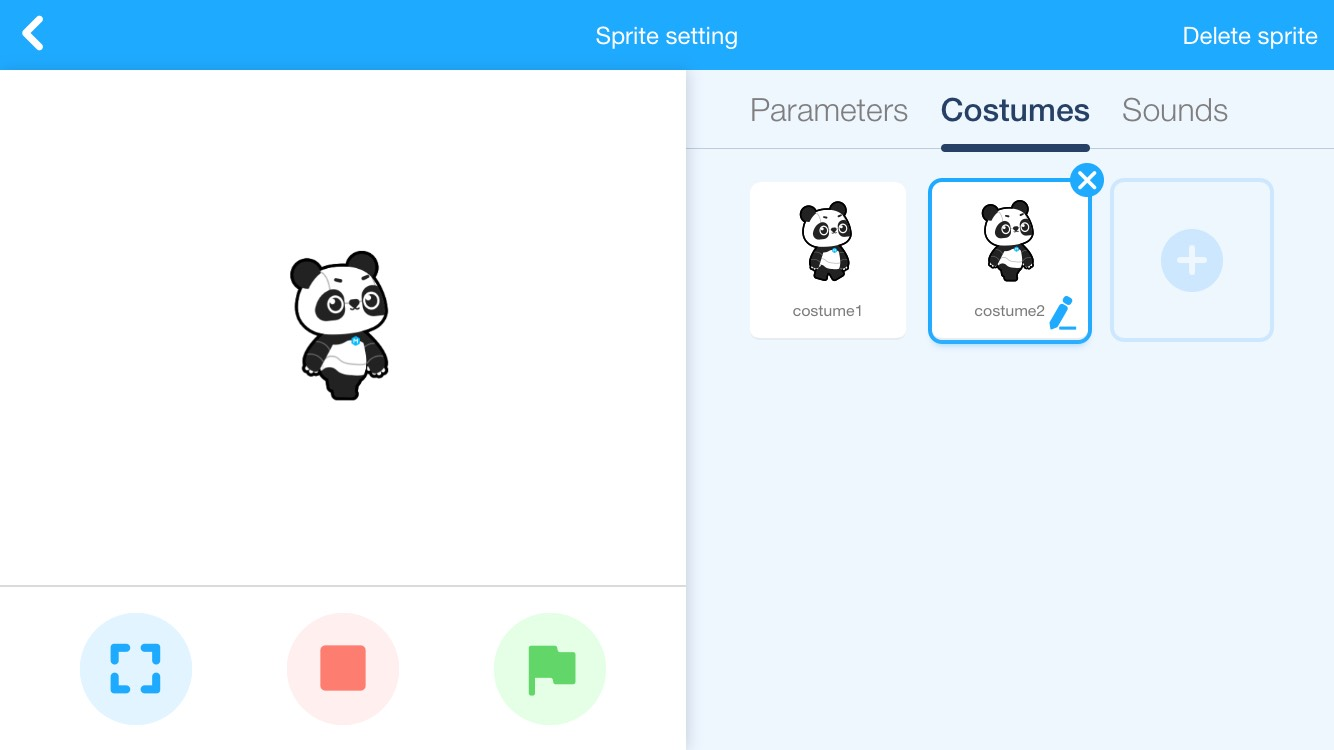 Sprite setting
Delete sprite
Parameters
Costumes
Sounds
costume1
costume2